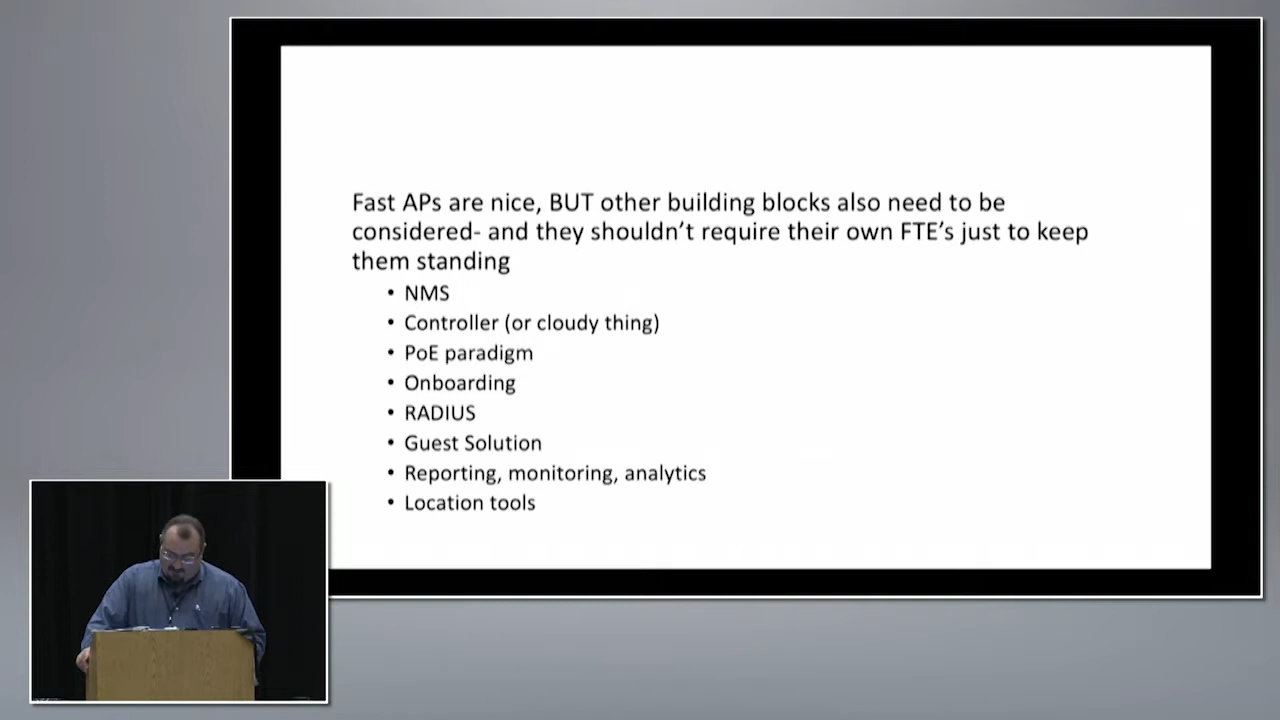 Fast APs are nice, BUT other building blocks also need to be
considered- and they shouldn’t require their own FTE’s just to keep
them standing
• NMS
• Controller (or cloudy thing)
• PoE paradigm
• Onboarding
• RADIUS
• Guest Solution
• Reporting, monitoring, analytics
• Location tools